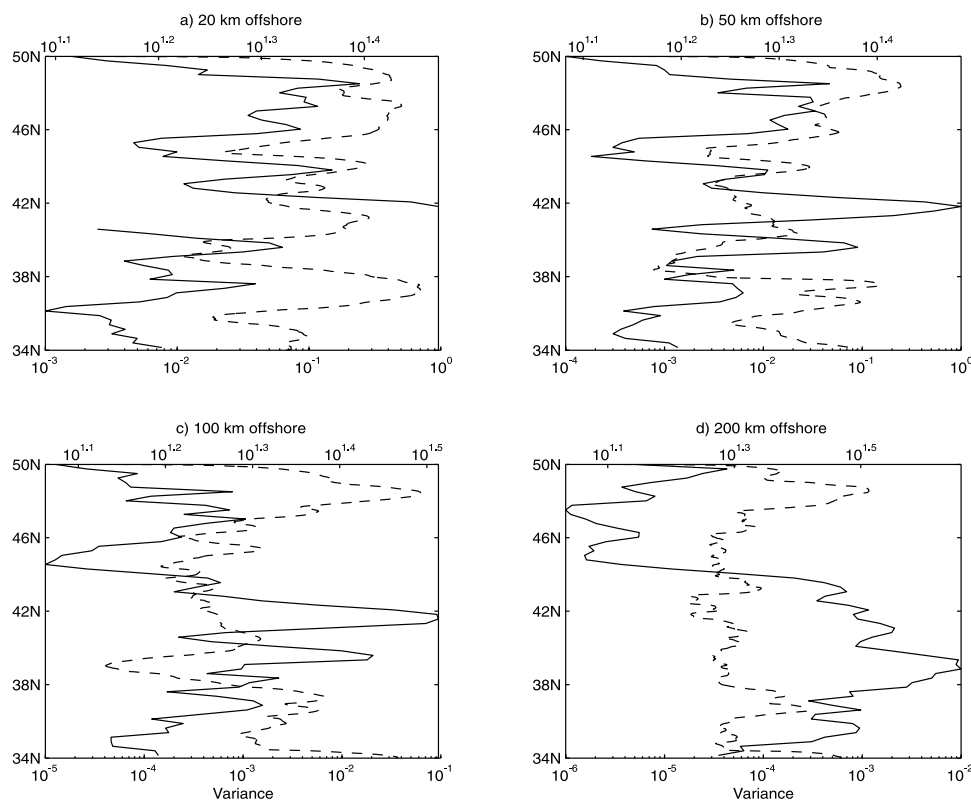 a) 20 km offshore
10^1.1 10^1.2 10^1.3 10^1.4
50N
46N
42N
38N
34N
10^-3 10^-2 10^-1 10^0
b) 50 km offshore
10^1.1 10^1.2 10^1.3 10^1.4
50N
46N
42N
38N
34N
10^-4 10^-3 10^-2 10^-1 10^0
c) 100 km offshore
10^1.1 10^1.2 10^1.3 10^1.4 10^1.5
50N
46N
42N
38N
34N
10^-5 10^-4 10^-3 10^-2 10^-1
Variance
d) 200 km offshore
10^1.1 10^1.3 10^1.5
50N
46N
42N
38N
34N
10^-6 10^-4 10^-3 10^-2
Variance